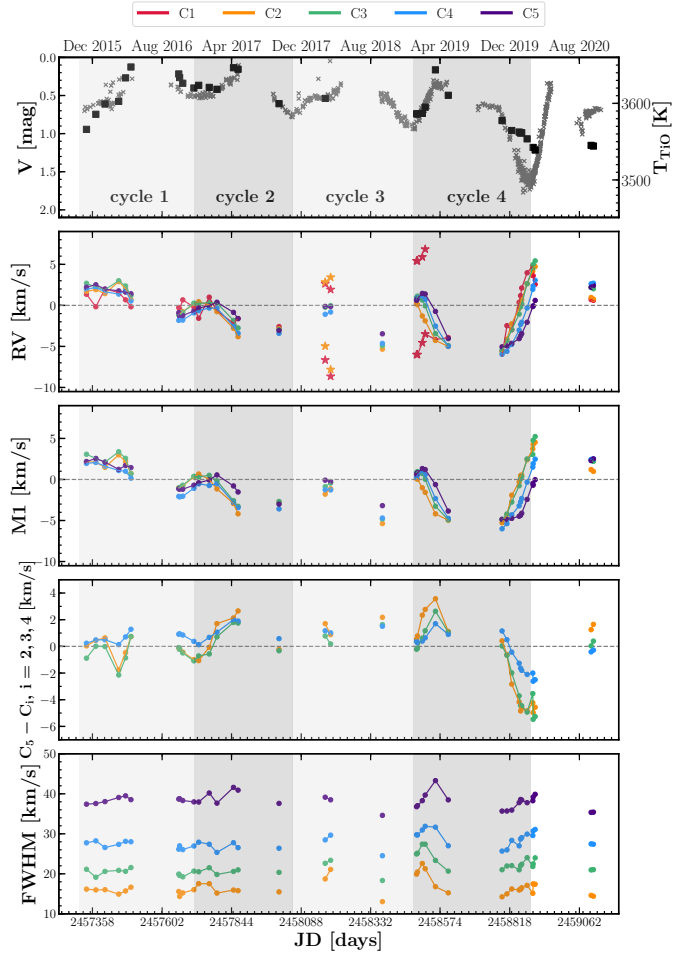 C1 C2 C3 C4 C5
Dec 2015 Aug 2016 Apr 2017 Dec 2017 Aug 2018 Apr 2019 Dec 2019 Aug 2020
0.0
0.5
1.0
1.5
2.0
V [mag]
3600
3500
T_TiO [K]
cycle 1 cycle 2 cycle 3 cycle 4
5
0
−5
−10
RV [km/s]
5
0
−5
−10
M1 [km/s]
4
2
0
−2
−4
−6
C₅ − Cᵢ, i = 2, 3, 4 [km/s]
50
40
30
20
10
FWHM [km/s]
2457358 2457602 2457844 2458088 2458332 2458574 2458818 2459062
JD [days]